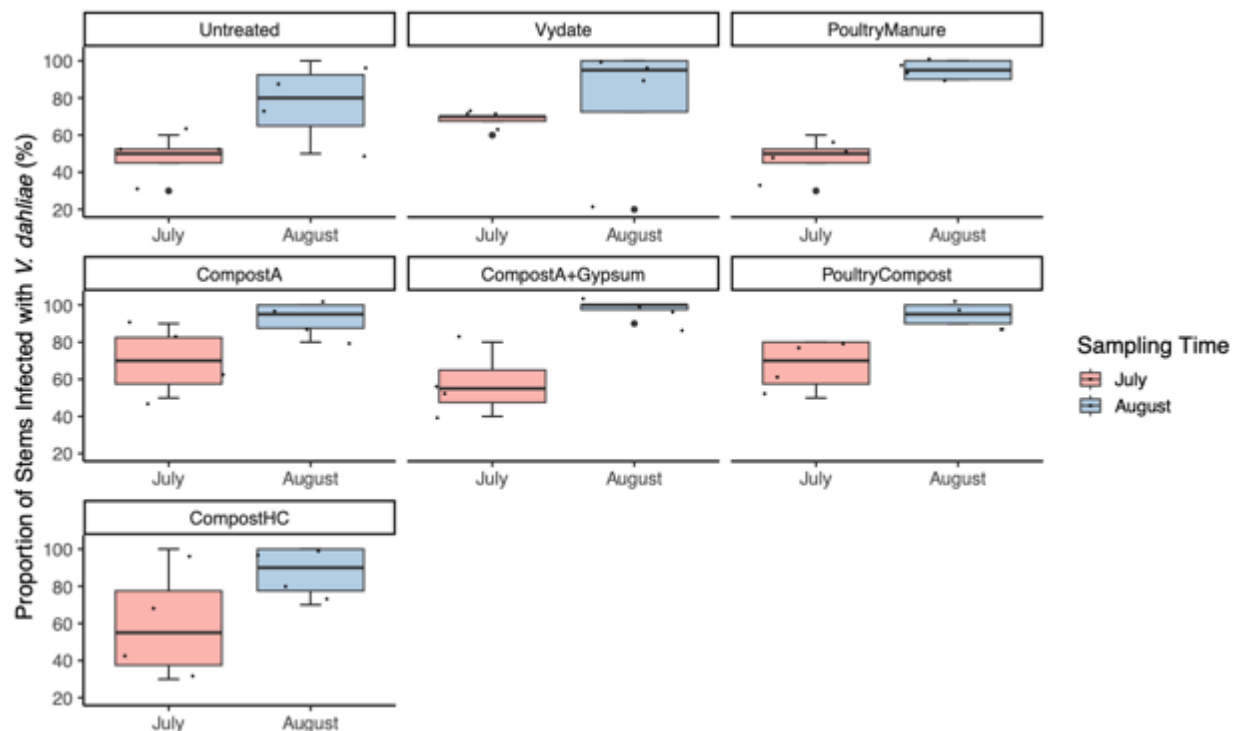 Untreated
Vydate
PoultryManure
100
80
60
40
20
July
August
July
August
July
August
CompostA
CompostA+Gypsum
PoultryCompost
100
80
60
40
20
July
August
July
August
July
August
CompostHC
100
80
60
40
20
July
August
Proportion of Stems Infected with V. dahliae (%)
Sampling Time
July
August